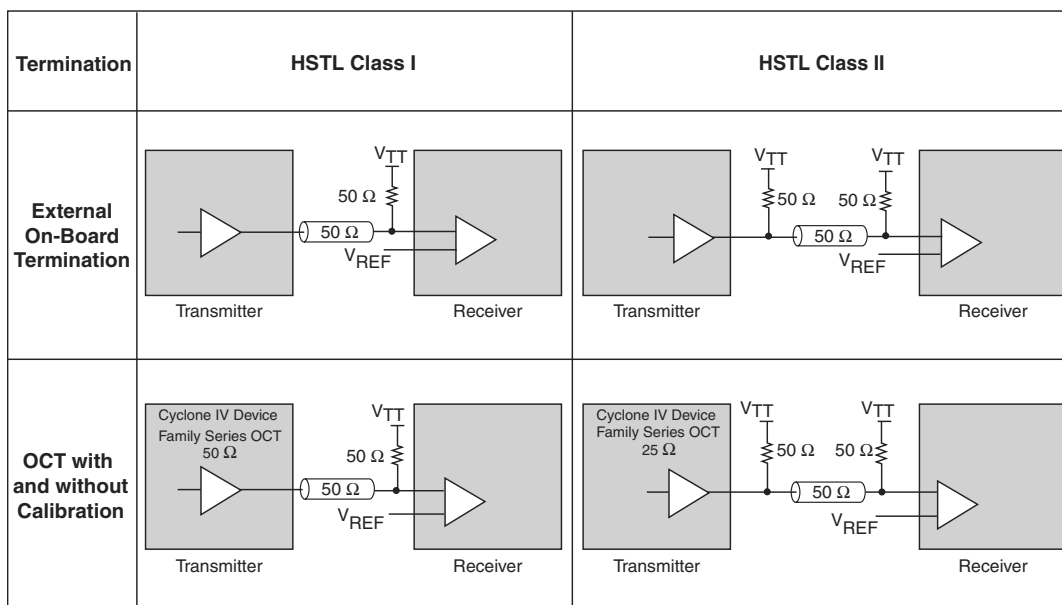 Termination
HSTL Class I
HSTL Class II
External
On-Board
Termination
VTT
50 Ω
50 Ω
VREF
Transmitter
Receiver
VTT
VTT
50 Ω
50 Ω
50 Ω
VREF
Transmitter
Receiver
OCT with
and without
Calibration
Cyclone IV Device
Family Series OCT
50 Ω
VTT
50 Ω
50 Ω
VREF
Transmitter
Receiver
Cyclone IV Device
Family Series OCT
25 Ω
VTT
VTT
50 Ω
50 Ω
50 Ω
VREF
Transmitter
Receiver